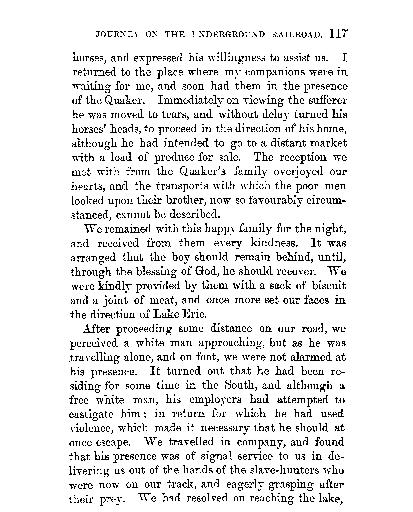 JOURNEY ON THE UNDERGROUND RAILROAD. 117
horses, and expressed his willingness to assist us. I
returned to the place where my companions were in
waiting for me, and soon had them in the presence
of the Quaker. Immediately on viewing the sufferer
he was moved to tears, and without delay turned his
horses' heads, to proceed in the direction of his home,
although he had intended to go to a distant market
with a load of produce for sale. The reception we
met with from the Quaker's family overjoyed our
hearts, and the transports with which the poor men
looked upon their brother, now so favourably circum-
stanced, cannot be described.
We remained with this happy family for the night,
and received from them every kindness. It was
arranged that the boy should remain behind, until,
through the blessing of God, he should recover. We
were kindly provided by them with a sack of biscuit
and a joint of meat, and once more set our faces in
the direction of Lake Erie.
After proceeding some distance on our road, we
perceived a white man approaching, but as he was
travelling alone, and on foot, we were not alarmed at
his presence. It turned out that he had been re-
siding for some time in the South, and although a
free white man, his employers had attempted to
castigate him; in return for which he had used
violence, which made it necessary that he should at
once escape. We travelled in company, and found
that his presence was of signal service to us in de-
livering us out of the hands of the slave-hunters who
were now on our track, and eagerly grasping after
their prey. We had resolved on reaching the lake,